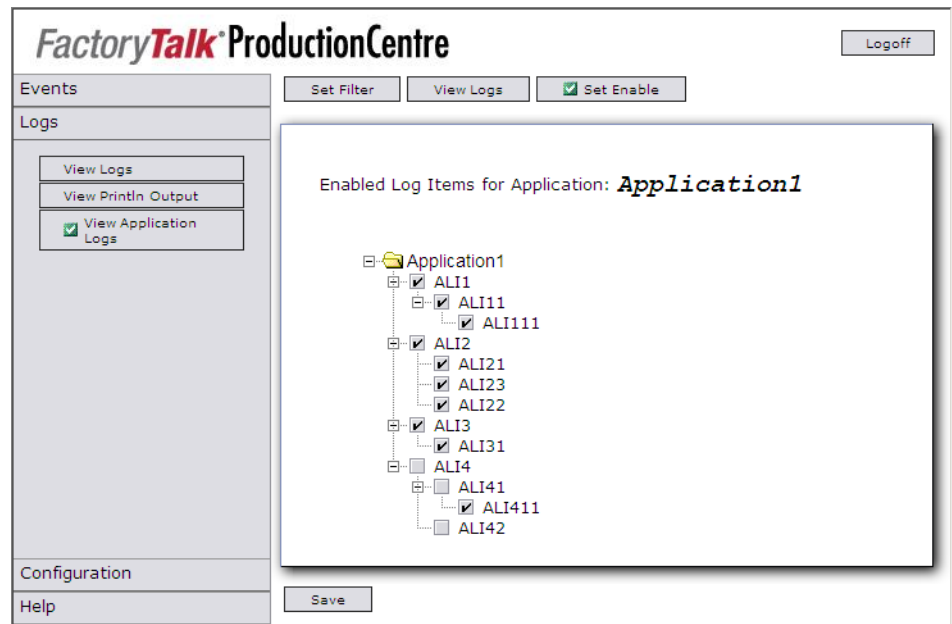 FactoryTalk ProductionCentre
Logoff
Events
Set Filter
View Logs
Set Enable
Logs
View Logs
View Println Output
View Application
Logs
Enabled Log Items for Application: Application1
Application1
ALI1
ALI11
ALI111
ALI2
ALI21
ALI23
ALI22
ALI3
ALI31
ALI4
ALI41
ALI411
ALI42
Configuration
Help
Save